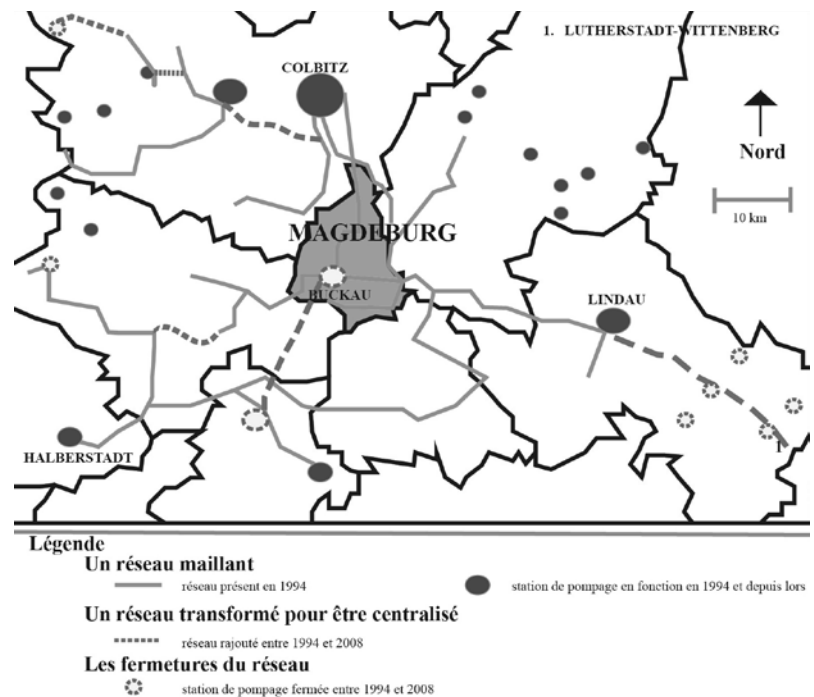 1. LUTHERSTADT-WITTENBERG
COLBITZ
Nord
10 km
MAGDEBURG
BUCKAU
LINDAU
HALBERSTADT
1
Légende
Un réseau maillant
réseau présent en 1994
station de pompage en fonction en 1994 et depuis lors
Un réseau transformé pour être centralisé
réseau rajouté entre 1994 et 2008
Les fermetures du réseau
station de pompage fermée entre 1994 et 2008